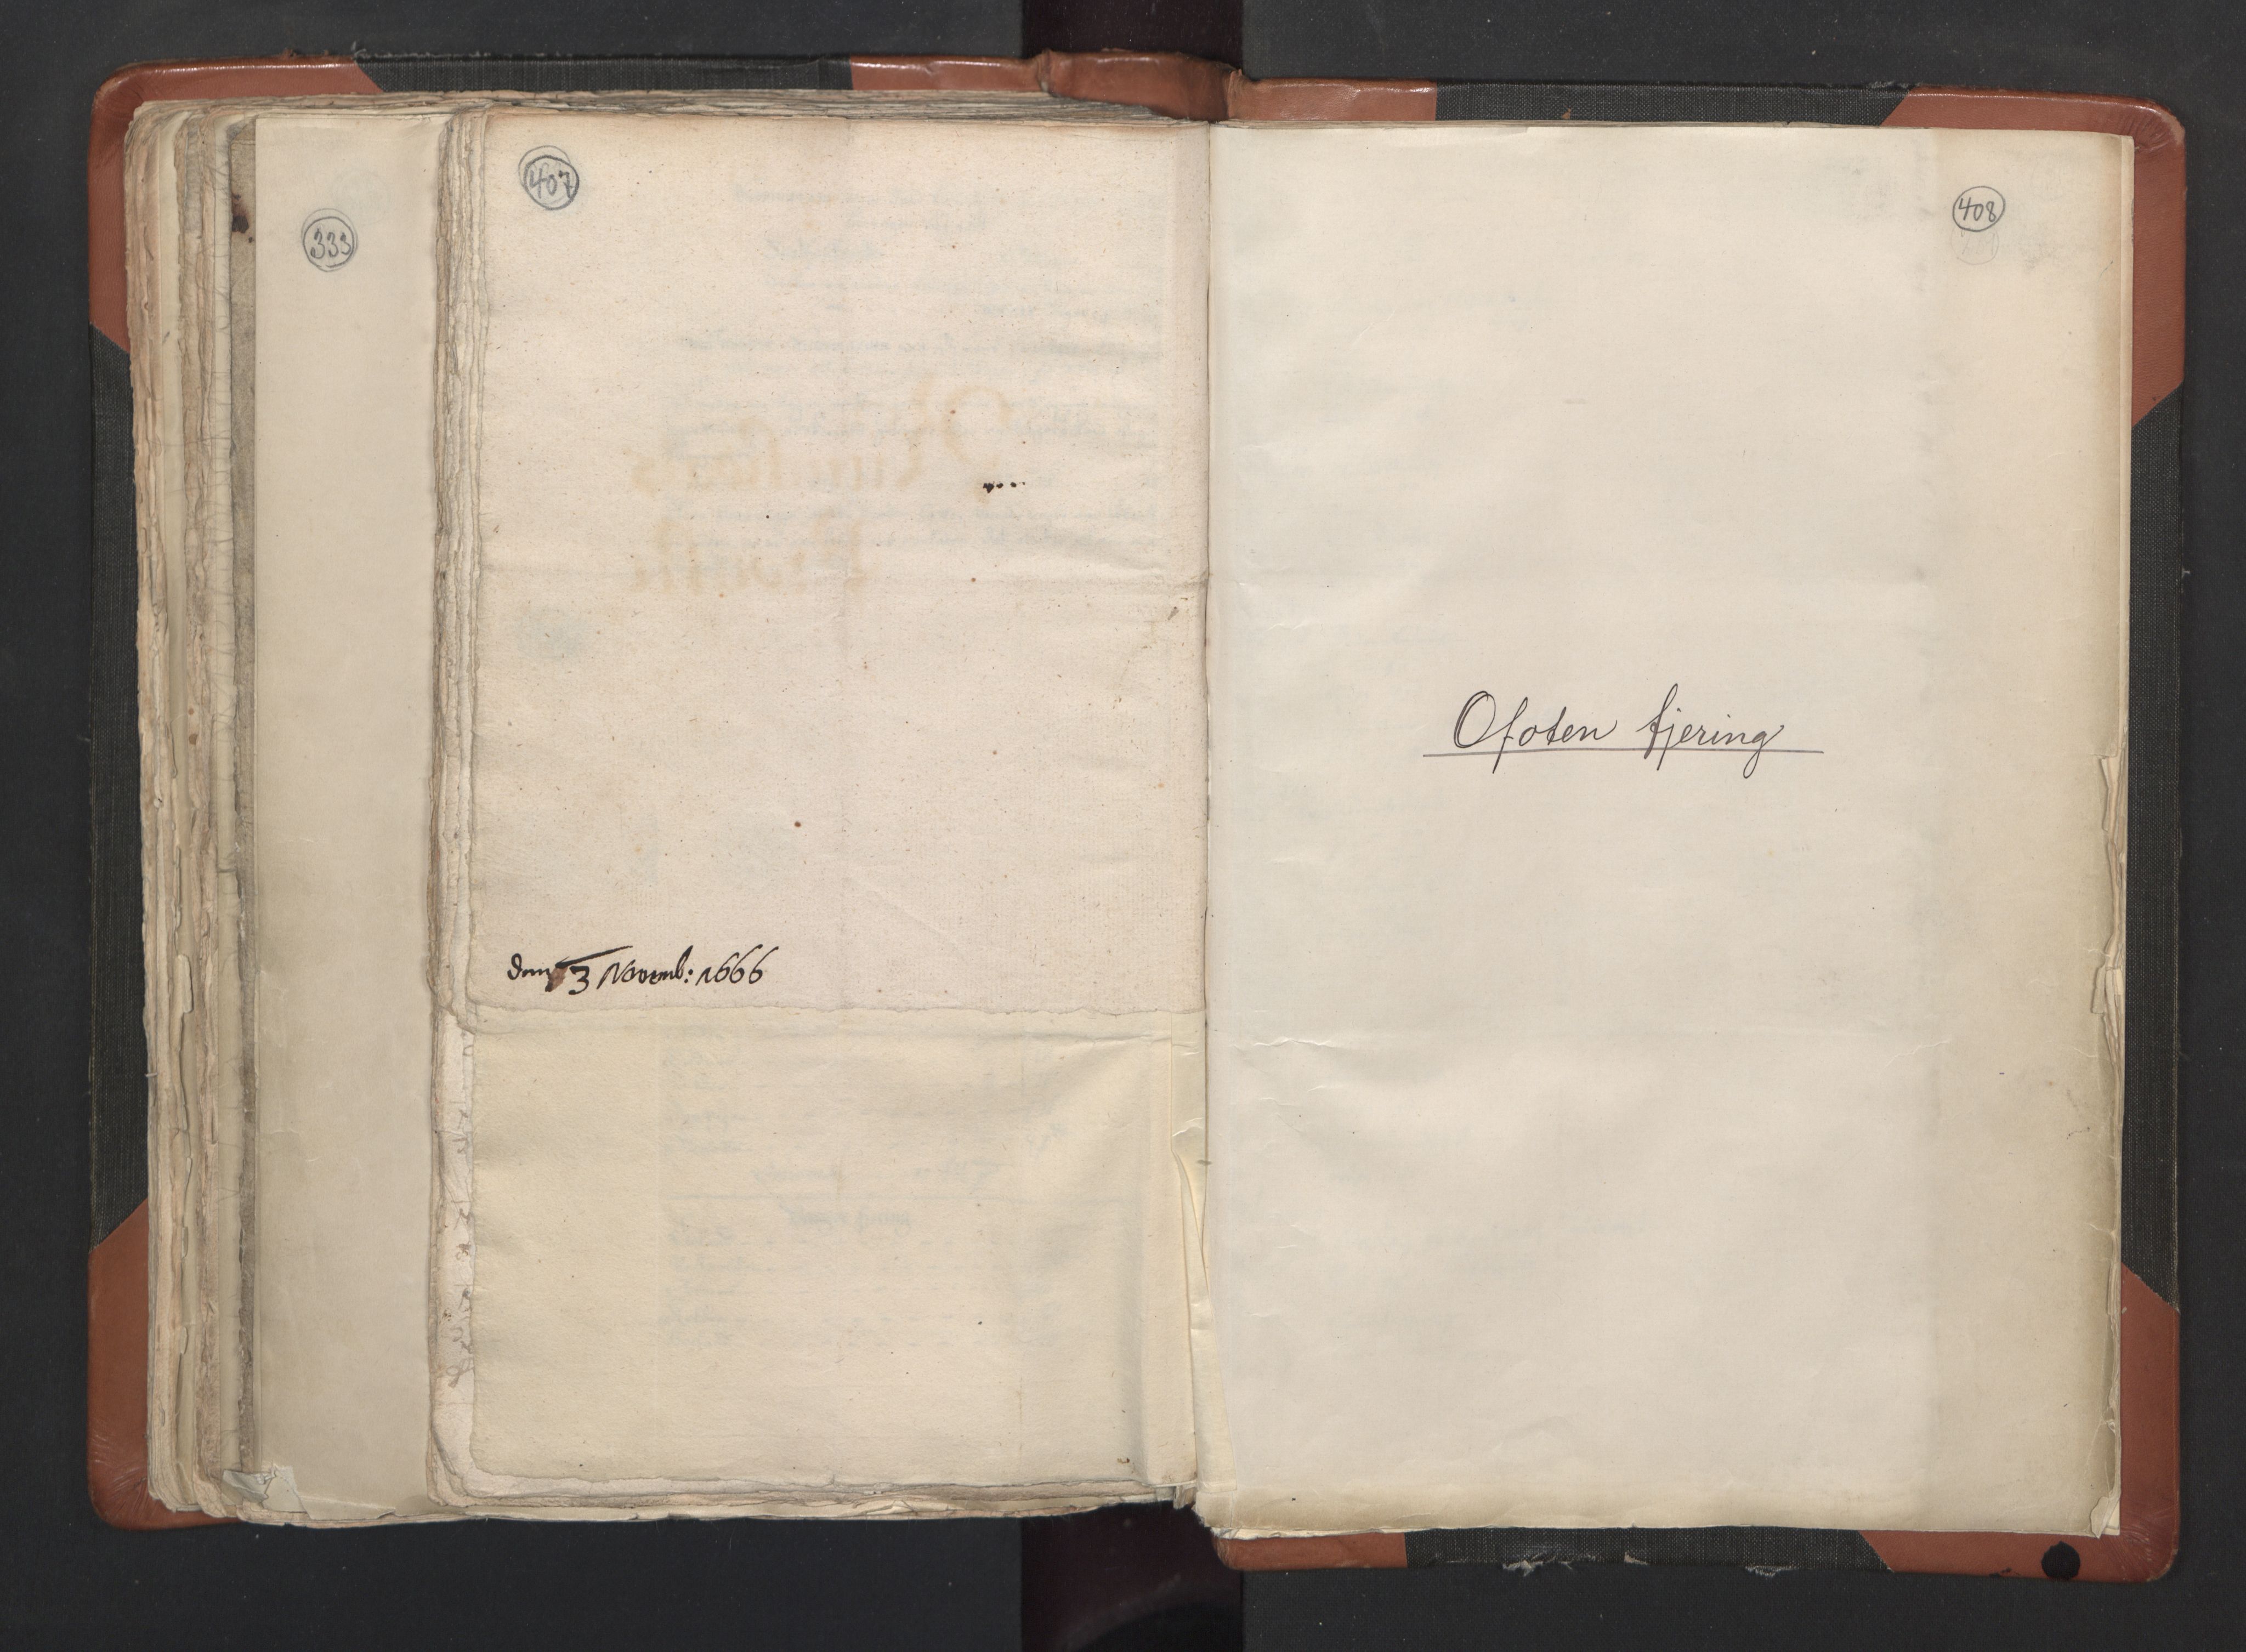 333
407
den 3 Novemb: 1666
408
Ofoten fjering